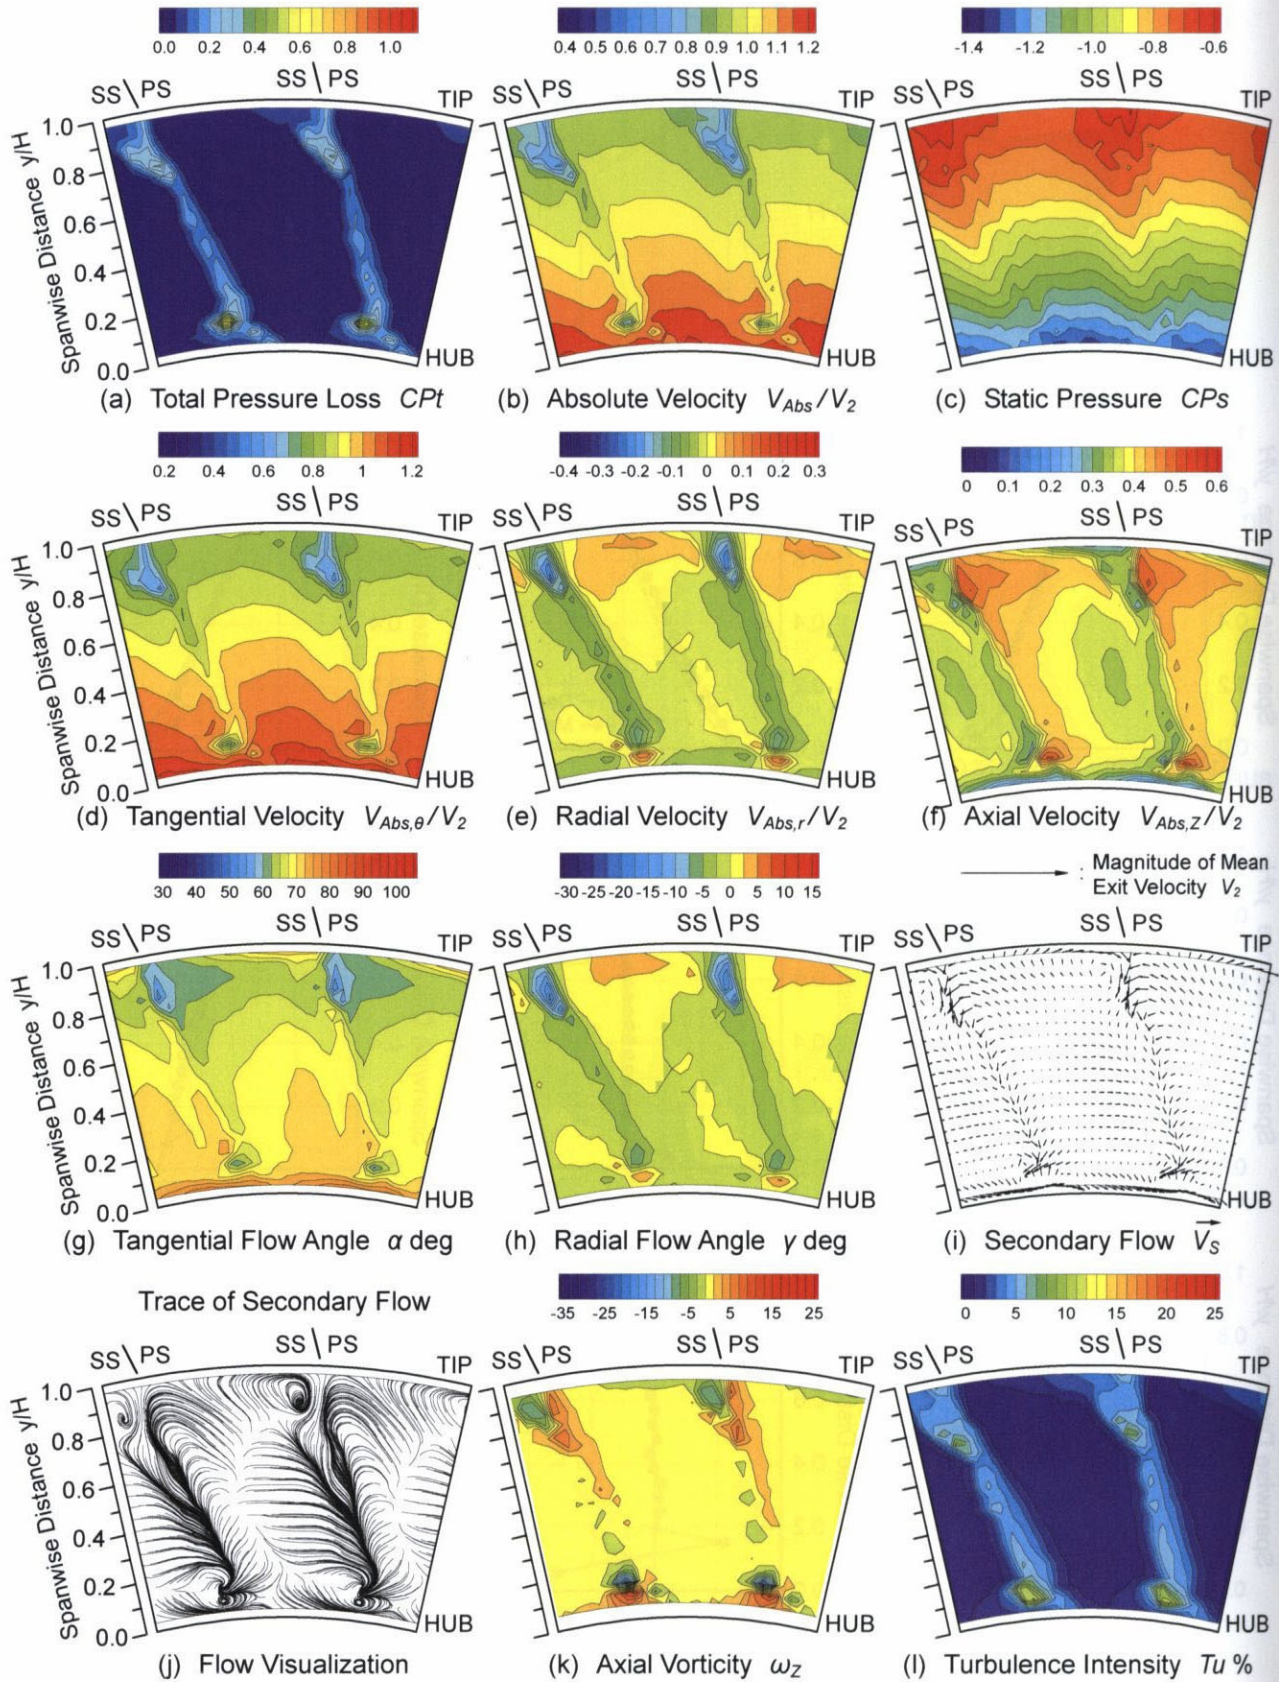 0.0 0.2 0.4 0.6 0.8 1.0
0.4 0.5 0.6 0.7 0.8 0.9 1.0 1.1 1.2
-1.4 -1.2 -1.0 -0.8 -0.6
SS PS SS PS TIP
SS PS SS PS TIP
SS PS SS PS TIP
Spanwise Distance y/H
1.0
0.8
0.6
0.4
0.2
0.0
HUB
HUB
HUB
(a) Total Pressure Loss CPt
(b) Absolute Velocity VAbs/V2
(c) Static Pressure CPs
0.2 0.4 0.6 0.8 1 1.2
-0.4 -0.3 -0.2 -0.1 0 0.1 0.2 0.3
0 0.1 0.2 0.3 0.4 0.5 0.6
SS PS SS PS TIP
SS PS SS PS TIP
SS PS SS PS TIP
Spanwise Distance y/H
1.0
0.8
0.6
0.4
0.2
0.0
HUB
HUB
HUB
(d) Tangential Velocity VAbs,θ/V2
(e) Radial Velocity VAbs,r/V2
(f) Axial Velocity VAbs,Z/V2
30 40 50 60 70 80 90 100
-30 -25 -20 -15 -10 -5 0 5 10 15
: Magnitude of Mean
Exit Velocity V2
SS PS SS PS TIP
SS PS SS PS TIP
SS PS SS PS TIP
Spanwise Distance y/H
1.0
0.8
0.6
0.4
0.2
0.0
HUB
HUB
HUB
(g) Tangential Flow Angle α deg
(h) Radial Flow Angle γ deg
(i) Secondary Flow VS
Trace of Secondary Flow
-35 -25 -15 -5 5 15 25
0 5 10 15 20 25
SS PS SS PS TIP
SS PS SS PS TIP
SS PS SS PS TIP
Spanwise Distance y/H
1.0
0.8
0.6
0.4
0.2
0.0
HUB
HUB
HUB
(j) Flow Visualization
(k) Axial Vorticity ωZ
(l) Turbulence Intensity Tu %